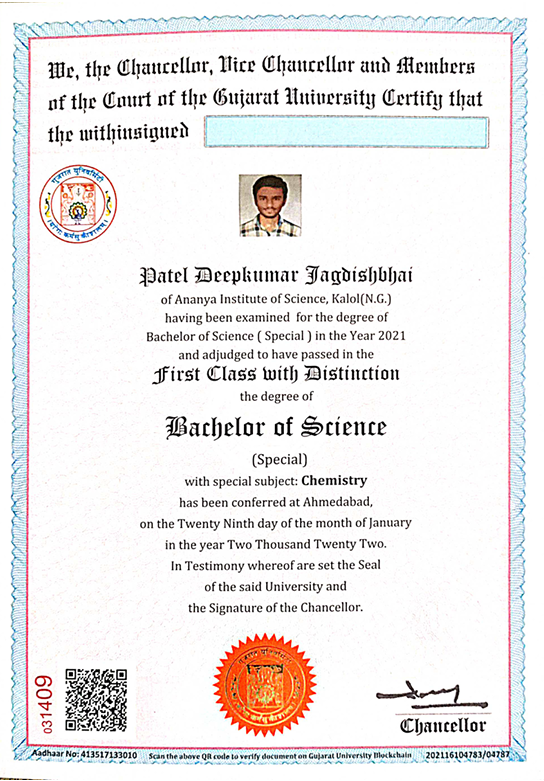 We, the Chancellor, Vice Chancellor and Members
of the Court of the Gujarat University Certify that
the withinsigned
ગુજરાત યુનિવર્સિટી
। योगः कर्मसु कौशलम् ।
Patel Deepkumar Jagdishbhai
of Ananya Institute of Science, Kalol(N.G.)
having been examined for the degree of
Bachelor of Science ( Special ) in the Year 2021
and adjudged to have passed in the
First Class with Distinction
the degree of
Bachelor of Science
(Special)
with special subject: Chemistry
has been conferred at Ahmedabad,
on the Twenty Ninth day of the month of January
in the year Two Thousand Twenty Two.
In Testimony whereof are set the Seal
of the said University and
the Signature of the Chancellor.
ગુજરાત યુનિવર્સિટી
031409
Chancellor
Aadhaar No: 413517133010 Scan the above QR code to verify document on Gujarat University Blockchain 202116104783/04787